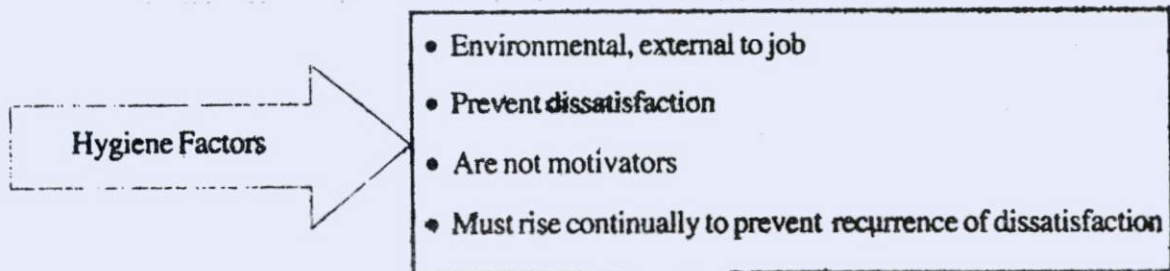 Hygiene Factors
• Environmental, external to job
• Prevent dissatisfaction
• Are not motivators
• Must rise continually to prevent recurrence of dissatisfaction